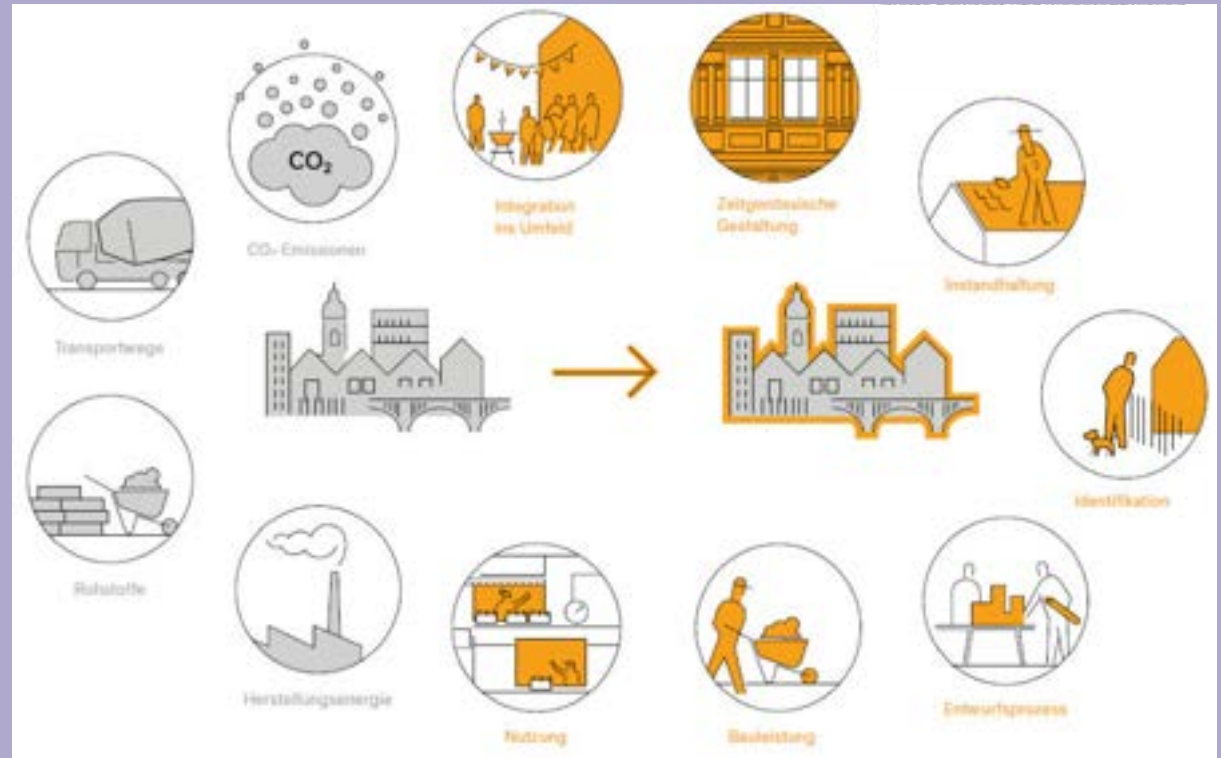 CO₂
Integration
ins Umfeld
Zeitgenössische
Gestaltung
CO₂-Emissionen
Instandhaltung
Transportwege
Identifikation
Rohstoffe
Herstellungsenergie
Nutzung
Bauleistung
Entwurfsprozess